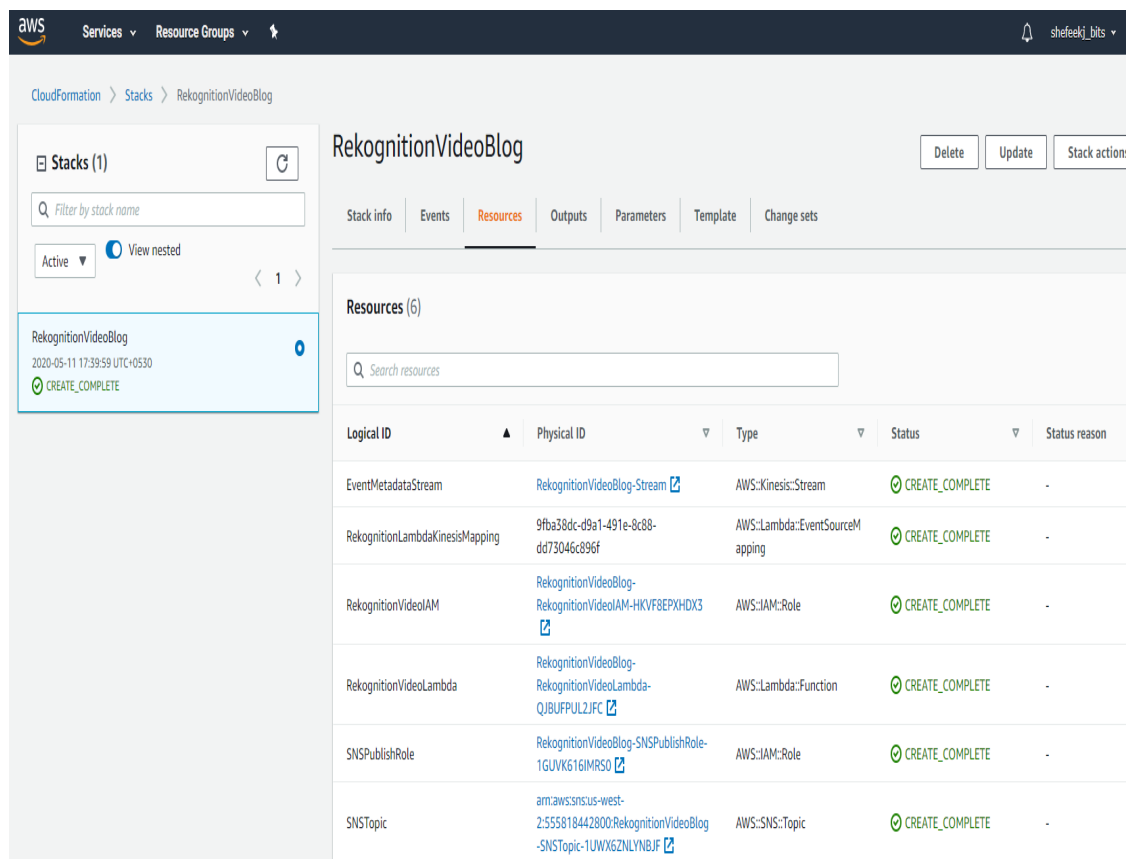 aws
Services
Resource Groups
shefeekj_bits
CloudFormation
Stacks
RekognitionVideoBlog
Stacks (1)
Filter by stack name
Active
View nested
1
RekognitionVideoBlog
2020-05-11 17:39:59 UTC+0530
CREATE_COMPLETE
RekognitionVideoBlog
Delete
Update
Stack actions
Stack info
Events
Resources
Outputs
Parameters
Template
Change sets
Resources (6)
Search resources
Logical ID
Physical ID
Type
Status
Status reason
EventMetadataStream
RekognitionVideoBlog-Stream
AWS::Kinesis::Stream
CREATE_COMPLETE
-
RekognitionLambdaKinesisMapping
9fba38dc-d9a1-491e-8c88-
dd73046c896f
AWS::Lambda::EventSourceM
apping
CREATE_COMPLETE
-
RekognitionVideoIAM
RekognitionVideoBlog-
RekognitionVideoIAM-HKVF8EPXHDX3
AWS::IAM::Role
CREATE_COMPLETE
-
RekognitionVideoLambda
RekognitionVideoBlog-
RekognitionVideoLambda-
QJBUFPUL2JFC
AWS::Lambda::Function
CREATE_COMPLETE
-
SNSPublishRole
RekognitionVideoBlog-SNSPublishRole-
1GUVK616IMRS0
AWS::IAM::Role
CREATE_COMPLETE
-
SNSTopic
arn:aws:sns:us-west-
2:555818442800:RekognitionVideoBlog
-SNSTopic-1UWX6ZNLYNBJF
AWS::SNS::Topic
CREATE_COMPLETE
-